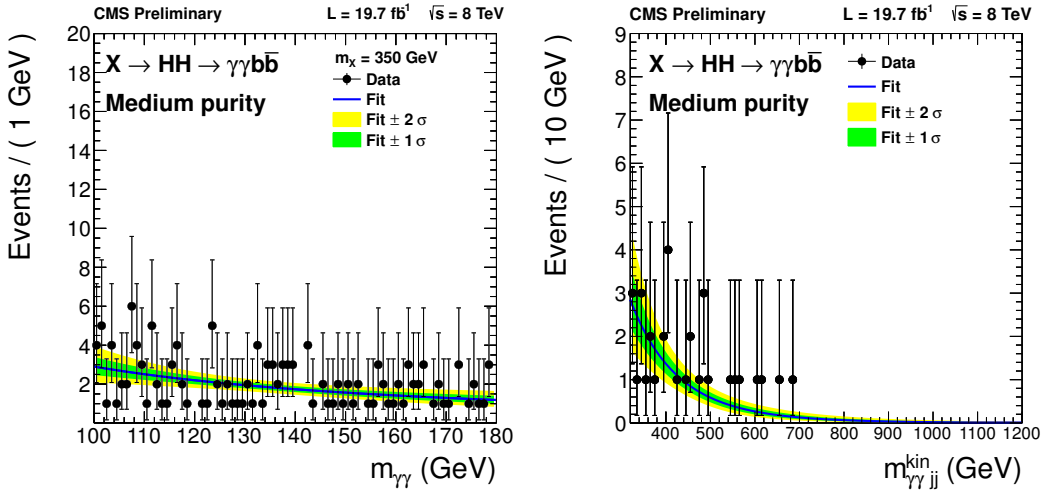 CMS Preliminary L = 19.7 fb⁻¹ √s = 8 TeV
Events / ( 1 GeV )
20
18
16
14
12
10
8
6
4
2
X → HH → γγbb̅
Medium purity
m_X = 350 GeV
Data
Fit
Fit ± 2 σ
Fit ± 1 σ
100 110 120 130 140 150 160 170 180
m_γγ (GeV)
CMS Preliminary L = 19.7 fb⁻¹ √s = 8 TeV
Events / ( 10 GeV )
9
8
7
6
5
4
3
2
1
0
X → HH → γγbb̅
Medium purity
Data
Fit
Fit ± 2 σ
Fit ± 1 σ
400 500 600 700 800 900 1000 1100 1200
m^kin_γγ jj (GeV)